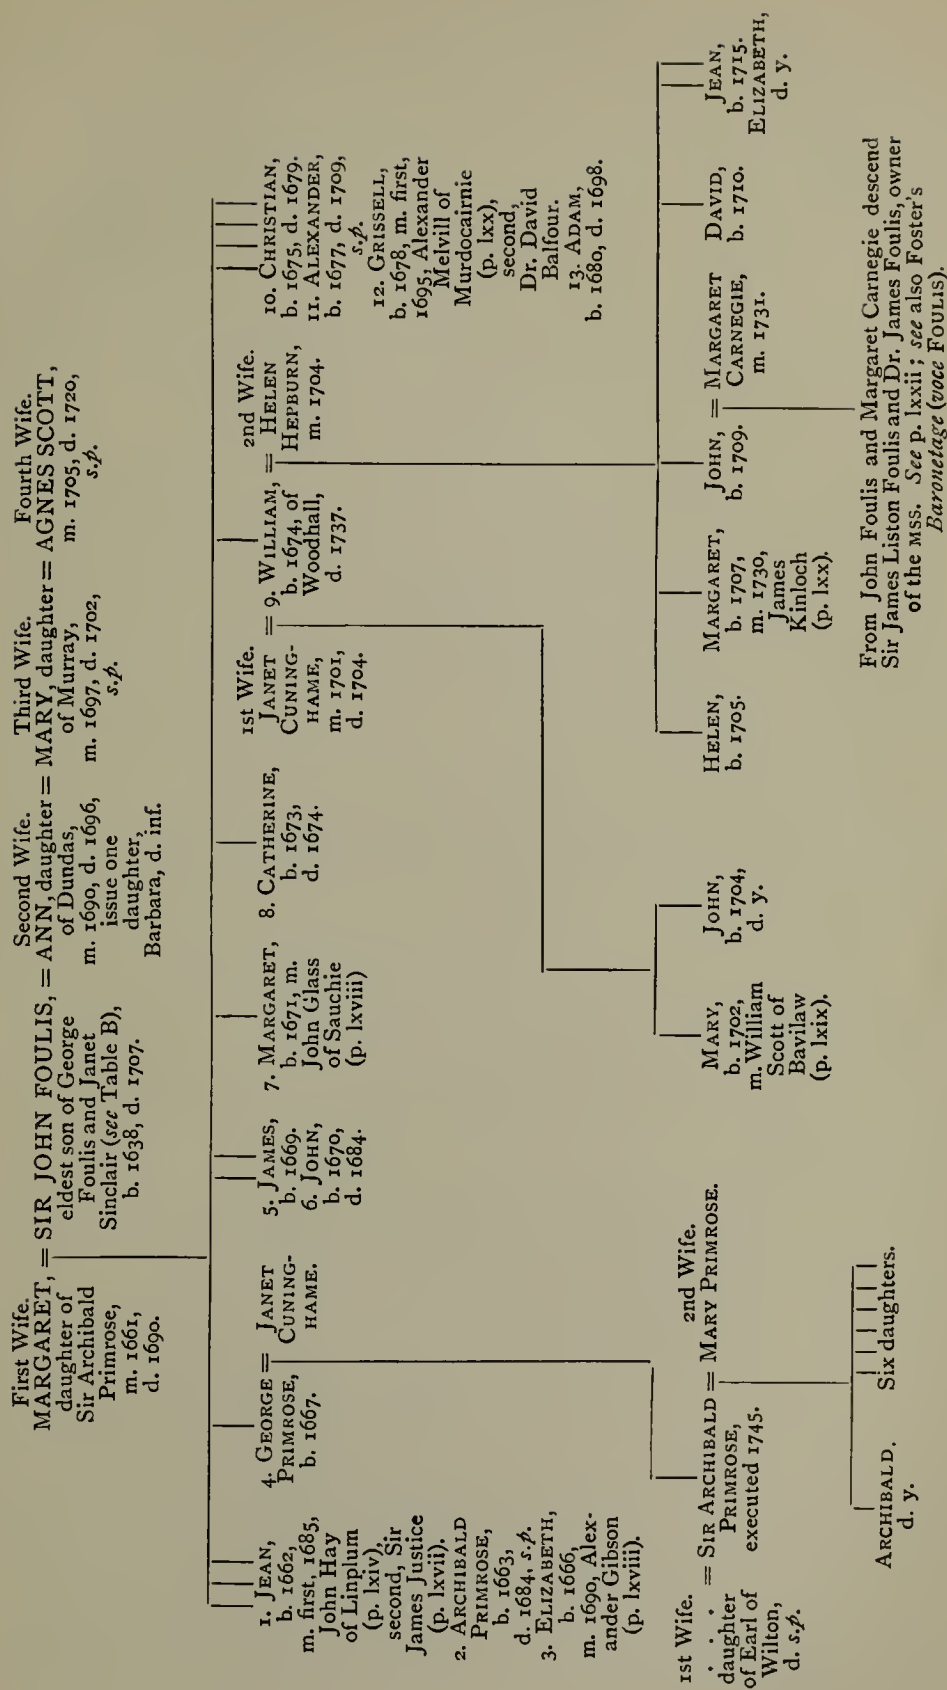 First Wife.
MARGARET, = SIR JOHN FOULIS, = ANN, daughter = MARY, daughter = AGNES SCOTT,
daughter of
Sir Archibald
Primrose,
m. 1661,
d. 1690.
eldest son of George
Foulis and Janet
Sinclair (see Table B),
b. 1638, d. 1707.
Second Wife.
of Dundas,
m. 1690, d. 1696,
issue one
daughter,
Barbara, d. inf.
Third Wife.
of Murray,
m. 1697, d. 1702,
s.p.
Fourth Wife.
m. 1705, d. 1720,
s.p.
1. JEAN,
b. 1662,
m. first, 1685,
John Hay
of Linplum
(p. lxiv),
second, Sir
James Justice
(p. lxvii).
2. ARCHIBALD
PRIMROSE,
b. 1663,
d. 1684, s.p.
3. ELIZABETH,
b. 1666,
m. 1690, Alex-
ander Gibson
(p. lxviii).
4. GEORGE =
PRIMROSE,
b. 1667.
JANET
CUNING-
HAME.
5. JAMES,
b. 1669.
6. JOHN,
b. 1670,
d. 1684.
7. MARGARET,
b. 1671, m.
John Glass
of Sauchie
(p. lxviii)
8. CATHERINE,
b. 1673,
d. 1674.
1st Wife.
JANET
CUNING-
HAME,
m. 1701,
d. 1704.
= 9. WILLIAM, =
b. 1674, of
Woodhall,
d. 1737.
2nd Wife.
HELEN
HEPBURN,
m. 1704.
10. CHRISTIAN,
b. 1675, d. 1679.
11. ALEXANDER,
b. 1677, d. 1709,
s.p.
12. GRISSELL,
b. 1678, m. first,
1695, Alexander
Melvill of
Murdocairnie
(p. lxx),
second,
Dr. David
Balfour.
13. ADAM,
b. 1680, d. 1698.
1st Wife.
. . . .
daughter
of Earl of
Wilton,
d. s.p.
= SIR ARCHIBALD =
PRIMROSE,
executed 1745.
2nd Wife.
MARY PRIMROSE.
MARY,
b. 1702,
m. William
Scott of
Bavilaw
(p. lxix).
JOHN,
b. 1704,
d. y.
HELEN,
b. 1705.
MARGARET,
b. 1707,
m. 1730,
James
Kinloch
(p. lxx).
JOHN, =
b. 1709.
MARGARET
CARNEGIE,
m. 1731.
DAVID,
b. 1710.
JEAN,
b. 1715.
ELIZABETH,
d. y.
ARCHIBALD.
d. y.
Six daughters.
From John Foulis and Margaret Carnegie descend
Sir James Liston Foulis and Dr. James Foulis, owner
of the MSS. See p. lxxii; see also Foster's
Baronetage (voce FOULIS).